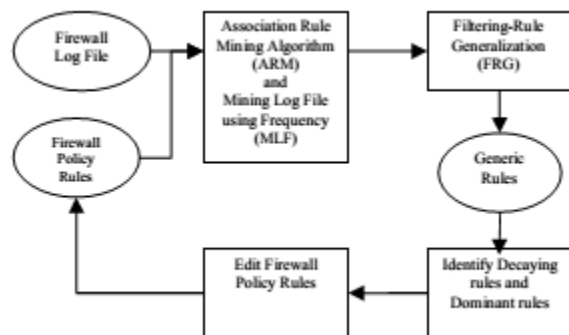 Firewall
Log File
Association Rule
Mining Algorithm
(ARM)
and
Mining Log File
using Frequency
(MLF)
Filtering-Rule
Generalization
(FRG)
Firewall
Policy
Rules
Generic
Rules
Edit Firewall
Policy Rules
Identify Decaying
rules and
Dominant rules